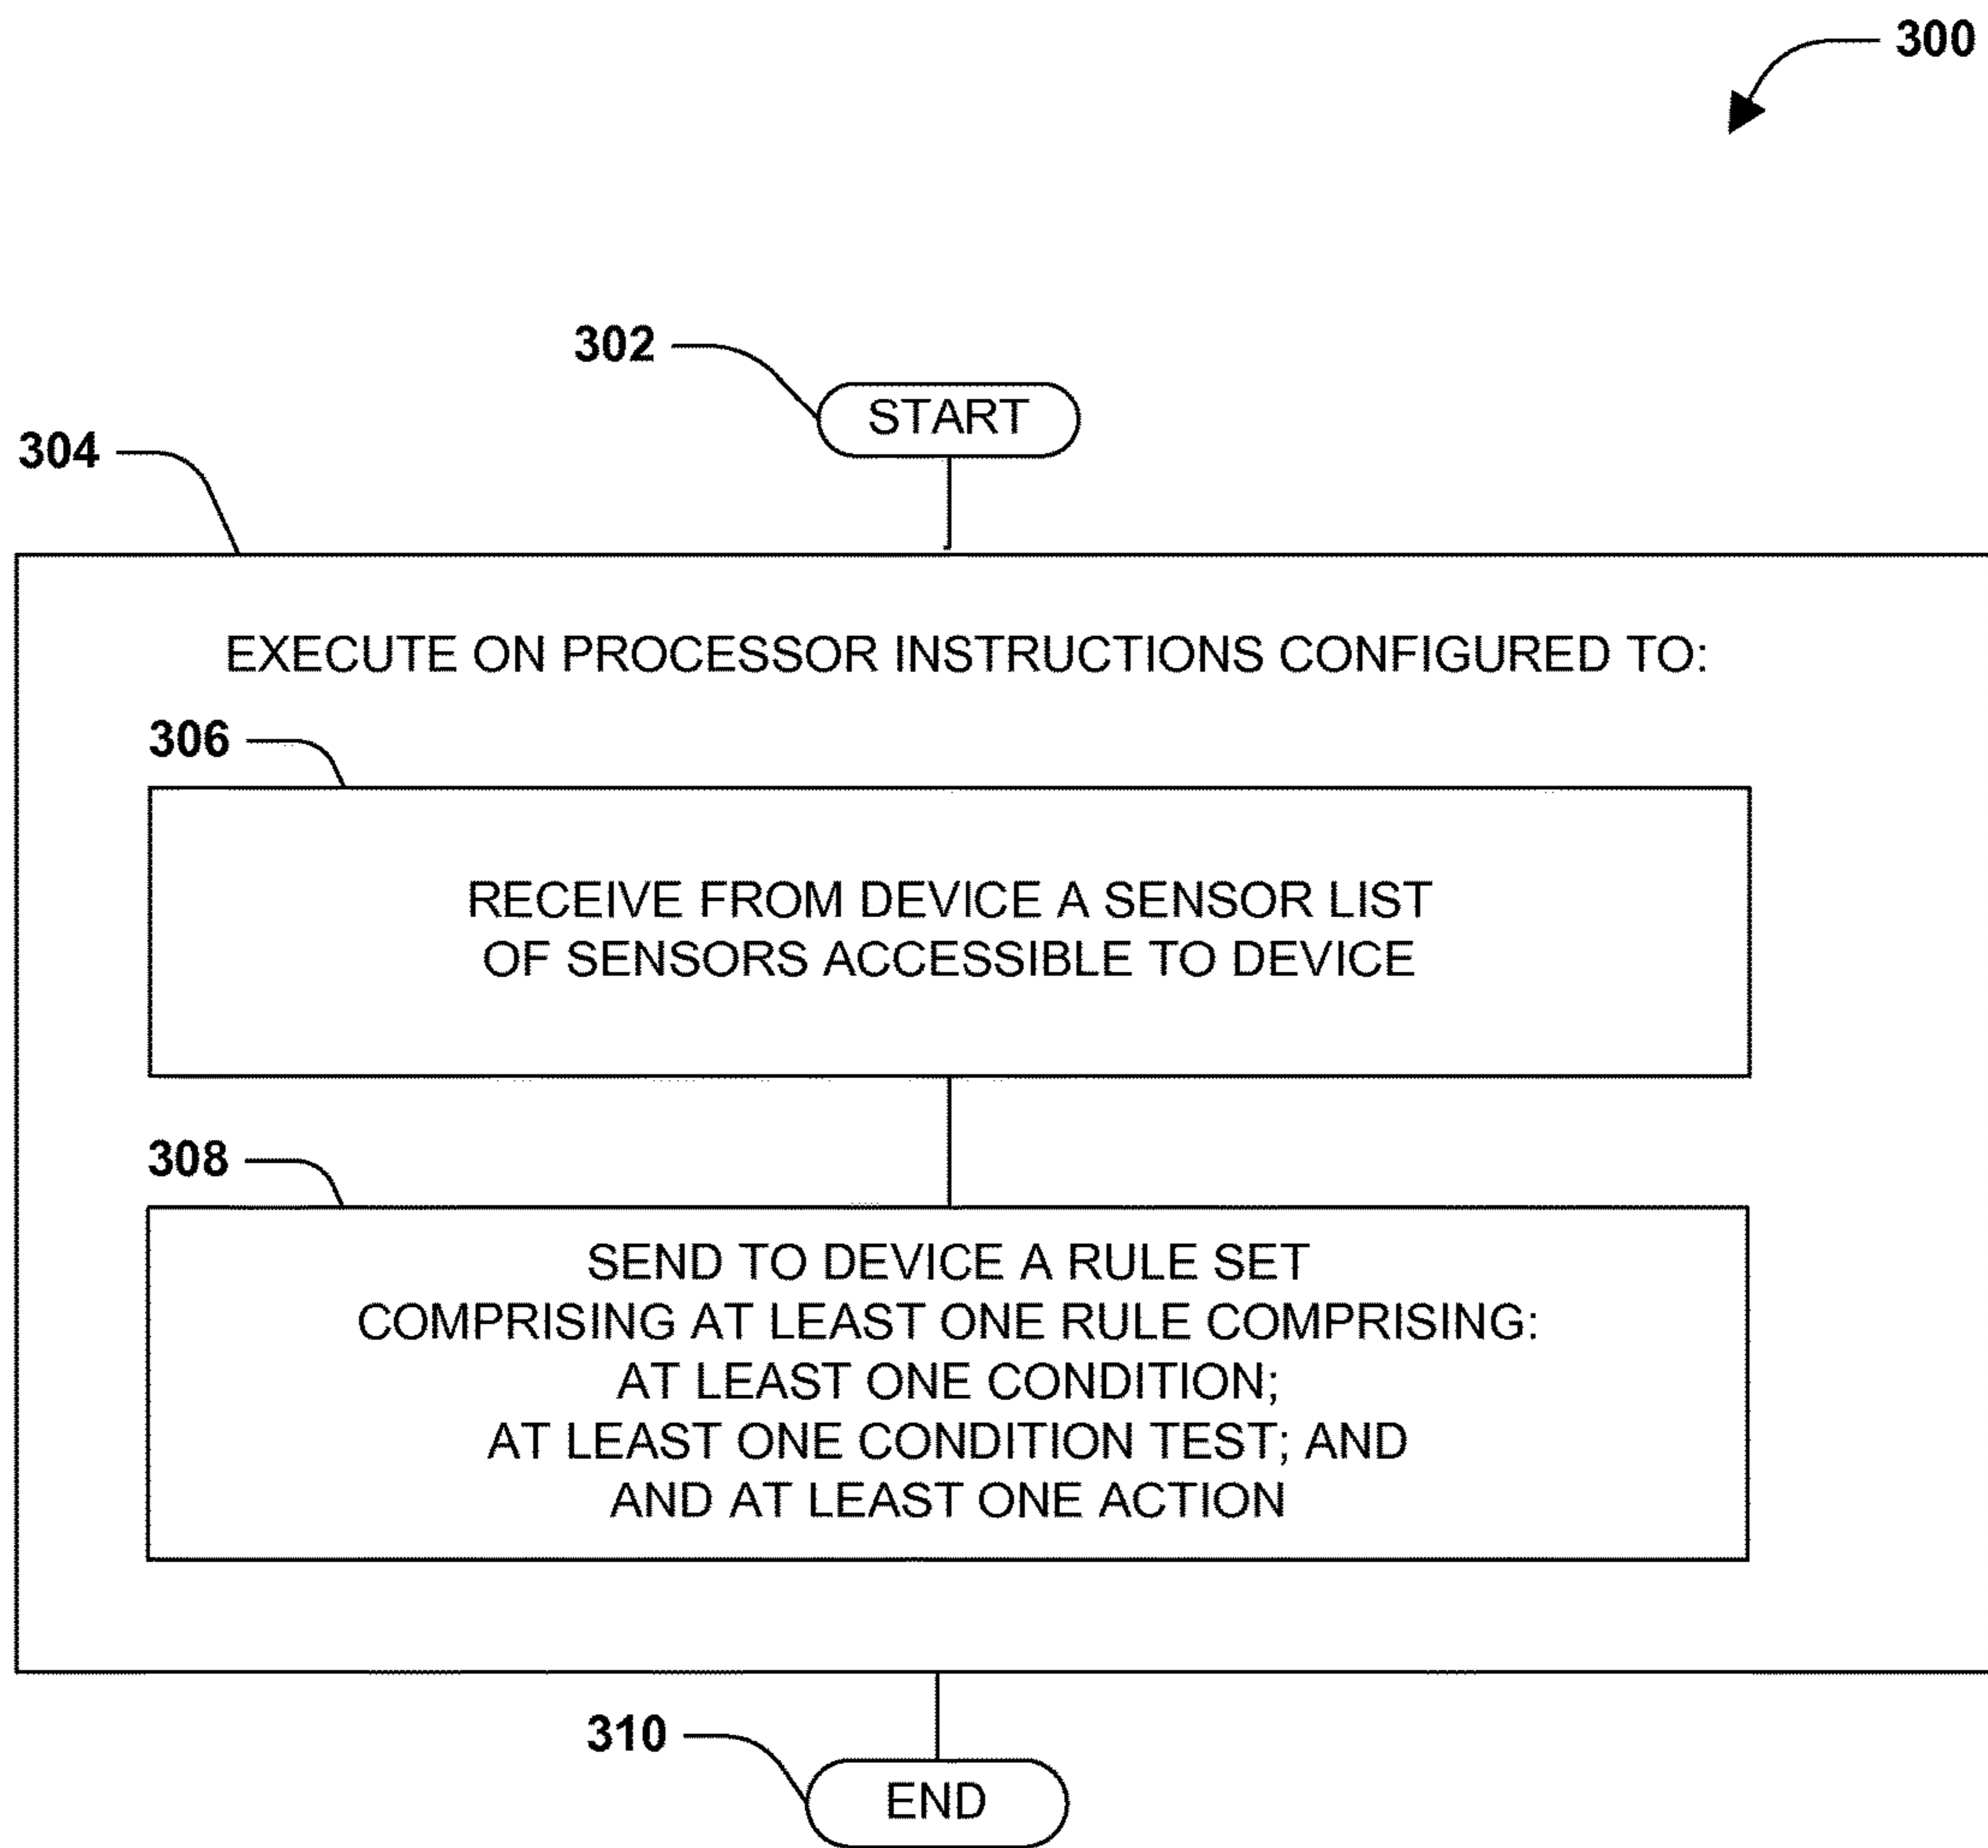 300
302
START
304
EXECUTE ON PROCESSOR INSTRUCTIONS CONFIGURED TO:
306
RECEIVE FROM DEVICE A SENSOR LIST
OF SENSORS ACCESSIBLE TO DEVICE
308
SEND TO DEVICE A RULE SET
COMPRISING AT LEAST ONE RULE COMPRISING:
AT LEAST ONE CONDITION;
AT LEAST ONE CONDITION TEST; AND
AND AT LEAST ONE ACTION
310
END